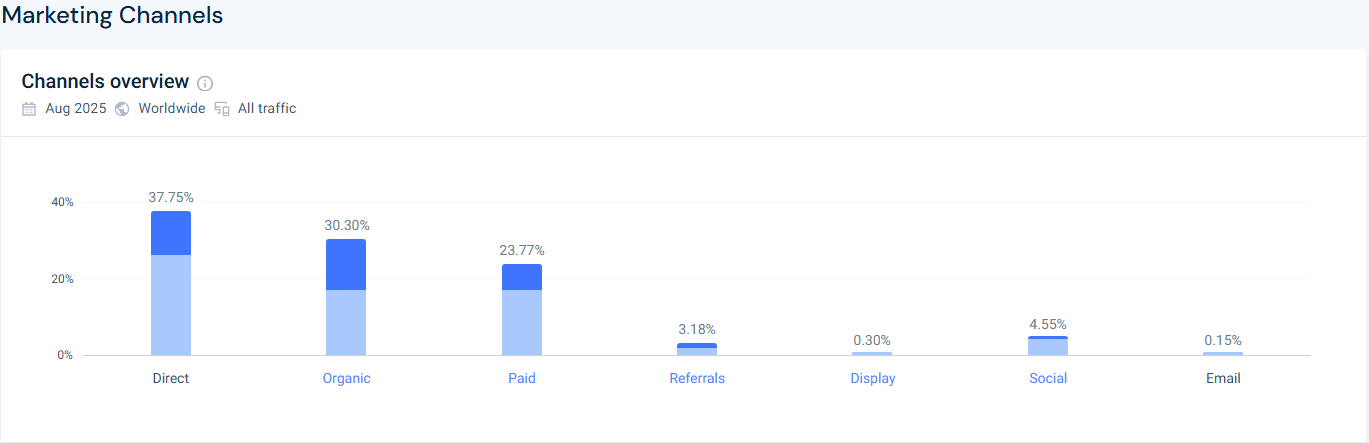 Marketing Channels
Channels overview
Aug 2025 Worldwide All traffic
37.75%
40%
30.30%
23.77%
20%
3.18%
0.30%
4.55%
0.15%
0%
Direct Organic Paid Referrals Display Social Email